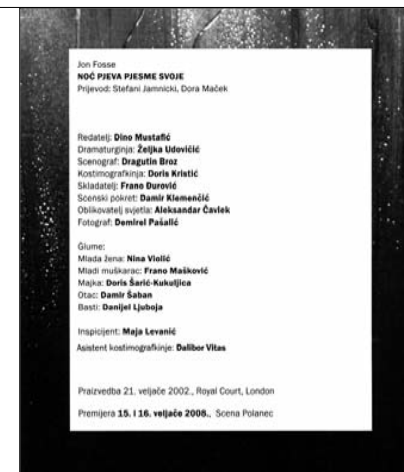 Jon Fosse
NOĆ PJEVA PJESME SVOJE
Prijevod: Stefani Jamnicki, Dora Maček
Redatelj: Dino Mustafić
Dramaturginja: Željka Udovičić
Scenograf: Dragutin Broz
Kostimografkinja: Doris Kristić
Skladatelj: Frano Đurović
Scenski pokret: Damir Klemenčić
Oblikovatelj svjetla: Aleksandar Čavlek
Fotograf: Demirel Pašalić
Glume:
Mlada žena: Nina Violić
Mladi muškarac: Frano Mašković
Majka: Doris Šarić-Kukuljica
Otac: Damir Šaban
Basti: Danijel Ljuboja
Inspicijent: Maja Levanić
Asistent kostimografkinje: Dalibor Vitas
Praizvedba 21. veljače 2002., Royal Court, London
Premijera 15. i 16. veljače 2008., Scena Polanec